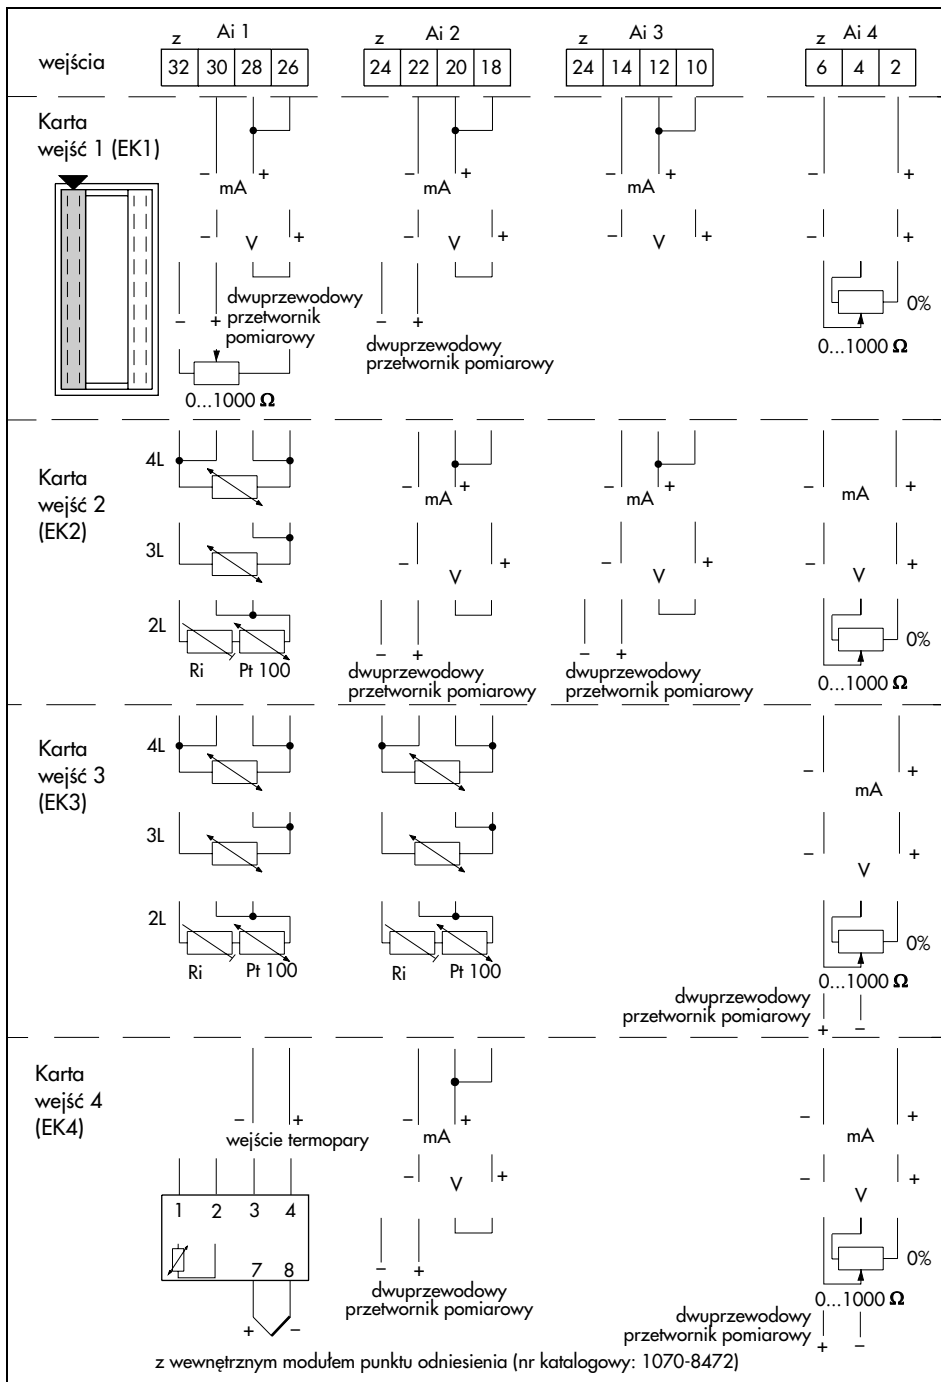 wejścia
z Ai 1 z Ai 2 Ai 3 z Ai 4
32 30 28 26 24 22 20 18 24 14 12 10 6 4 2
Karta
wejść 1 (EK1)
– + – + – + – +
mA mA mA
– + – + – + – +
V V V
– +
dwuprzewodowy
przetwornik
pomiarowy
0...1000 Ω
– +
dwuprzewodowy
przetwornik pomiarowy
0%
0...1000 Ω
Karta
wejść 2
(EK2)
4L
3L
2L
Ri Pt 100
– + – + – +
mA mA mA
– + – + – +
V V V
– +
dwuprzewodowy
przetwornik pomiarowy
– +
dwuprzewodowy
przetwornik pomiarowy
0%
0...1000 Ω
Karta
wejść 3
(EK3)
4L
3L
2L
Ri Pt 100 Ri Pt 100
– +
mA
– +
V
0%
0...1000 Ω
dwuprzewodowy
przetwornik pomiarowy
+ –
Karta
wejść 4
(EK4)
– +
wejście termopary
1 2 3 4
7 8
+ –
– +
mA
– +
V
– +
dwuprzewodowy
przetwornik pomiarowy
– +
mA
– +
V
0%
0...1000 Ω
dwuprzewodowy
przetwornik pomiarowy
+ –
z wewnętrznym modułem punktu odniesienia (nr katalogowy: 1070-8472)